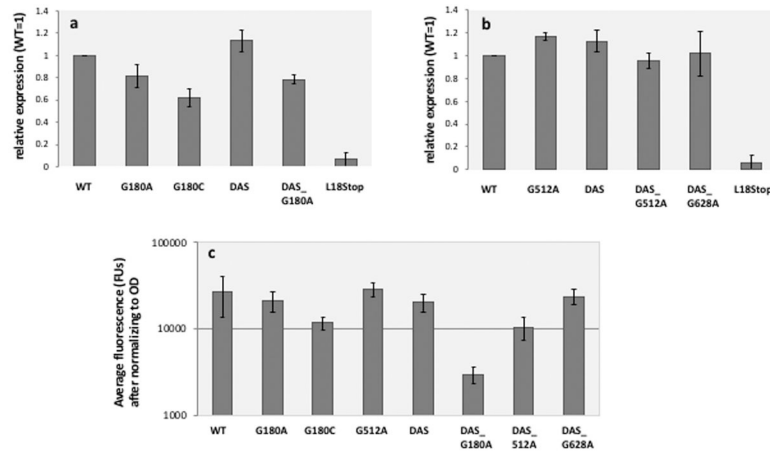 a
relative expression (WT=1)
1.4
1.2
1
0.8
0.6
0.4
0.2
0
WT
G180A
G180C
DAS
DAS_
G180A
L18Stop
b
relative expression (WT=1)
1.4
1.2
1
0.8
0.6
0.4
0.2
0
WT
G512A
DAS
DAS_
G512A
DAS_
G628A
L18Stop
c
Average fluorescence (FUs)
after normalizing to OD
100000
10000
1000
WT
G180A
G180C
G512A
DAS
DAS_
G180A
DAS_
512A
DAS_
G628A